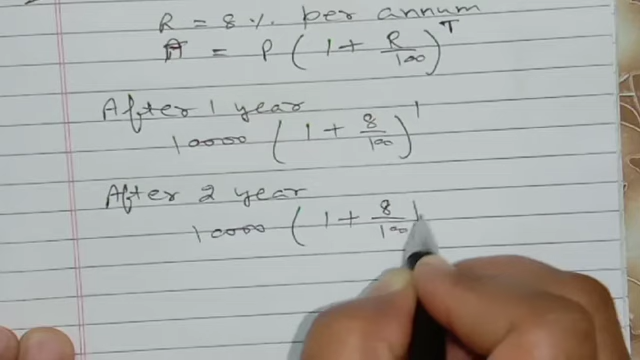 R = 8 % per annum
A = P ( 1 + R/100 )^T
After 1 year
10000 ( 1 + 8/100 )^1
After 2 year
10000 ( 1 + 8/100 )